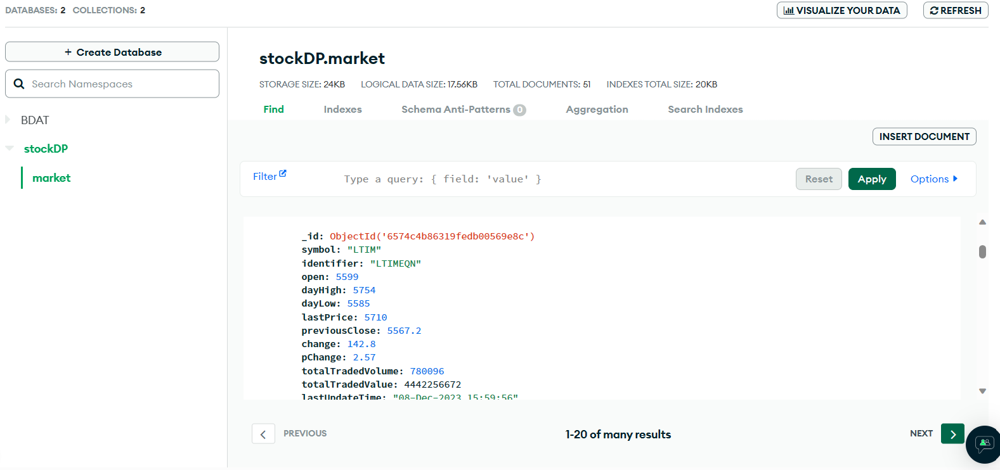 DATABASES: 2 COLLECTIONS: 2
VISUALIZE YOUR DATA
REFRESH
+ Create Database
Search Namespaces
BDAT
stockDP
market
stockDP.market
STORAGE SIZE: 24KB LOGICAL DATA SIZE: 17.56KB TOTAL DOCUMENTS: 51 INDEXES TOTAL SIZE: 20KB
Find Indexes Schema Anti-Patterns 0 Aggregation Search Indexes
INSERT DOCUMENT
Filter Type a query: { field: 'value' } Reset Apply Options
_id: ObjectId('6574c4b86319fedb00569e8c')
symbol: "LTIM"
identifier: "LTIMEQN"
open: 5599
dayHigh: 5754
dayLow: 5585
lastPrice: 5710
previousClose: 5567.2
change: 142.8
pChange: 2.57
totalTradedVolume: 780096
totalTradedValue: 4442256672
lastUpdateTime: "08-Dec-2023 15:59:56"
PREVIOUS 1-20 of many results NEXT